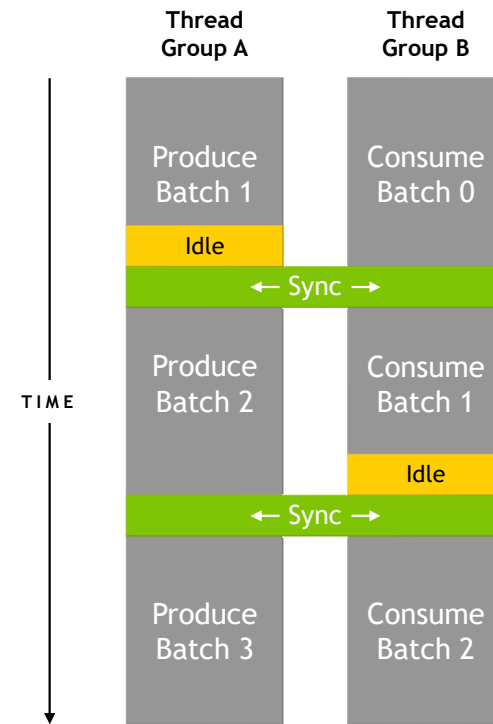 Thread
Group A
Thread
Group B
Produce
Batch 1
Consume
Batch 0
Idle
← Sync →
Produce
Batch 2
Consume
Batch 1
TIME
Idle
← Sync →
Produce
Batch 3
Consume
Batch 2